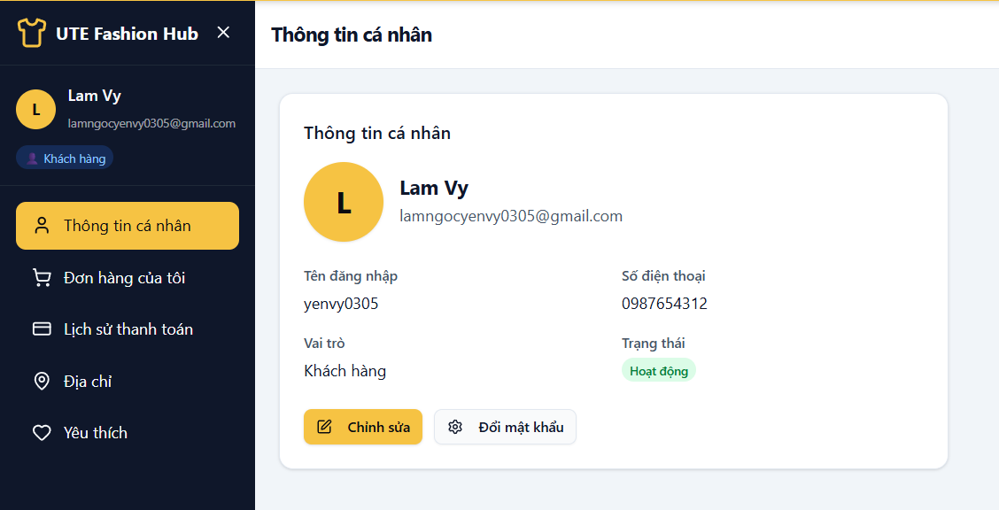 UTE Fashion Hub
L
Lam Vy
lamngocyenvy0305@gmail.com
Khách hàng
Thông tin cá nhân
Đơn hàng của tôi
Lịch sử thanh toán
Địa chỉ
Yêu thích
Thông tin cá nhân
Thông tin cá nhân
L
Lam Vy
lamngocyenvy0305@gmail.com
Tên đăng nhập
yenvy0305
Số điện thoại
0987654312
Vai trò
Khách hàng
Trạng thái
Hoạt động
Chỉnh sửa
Đổi mật khẩu